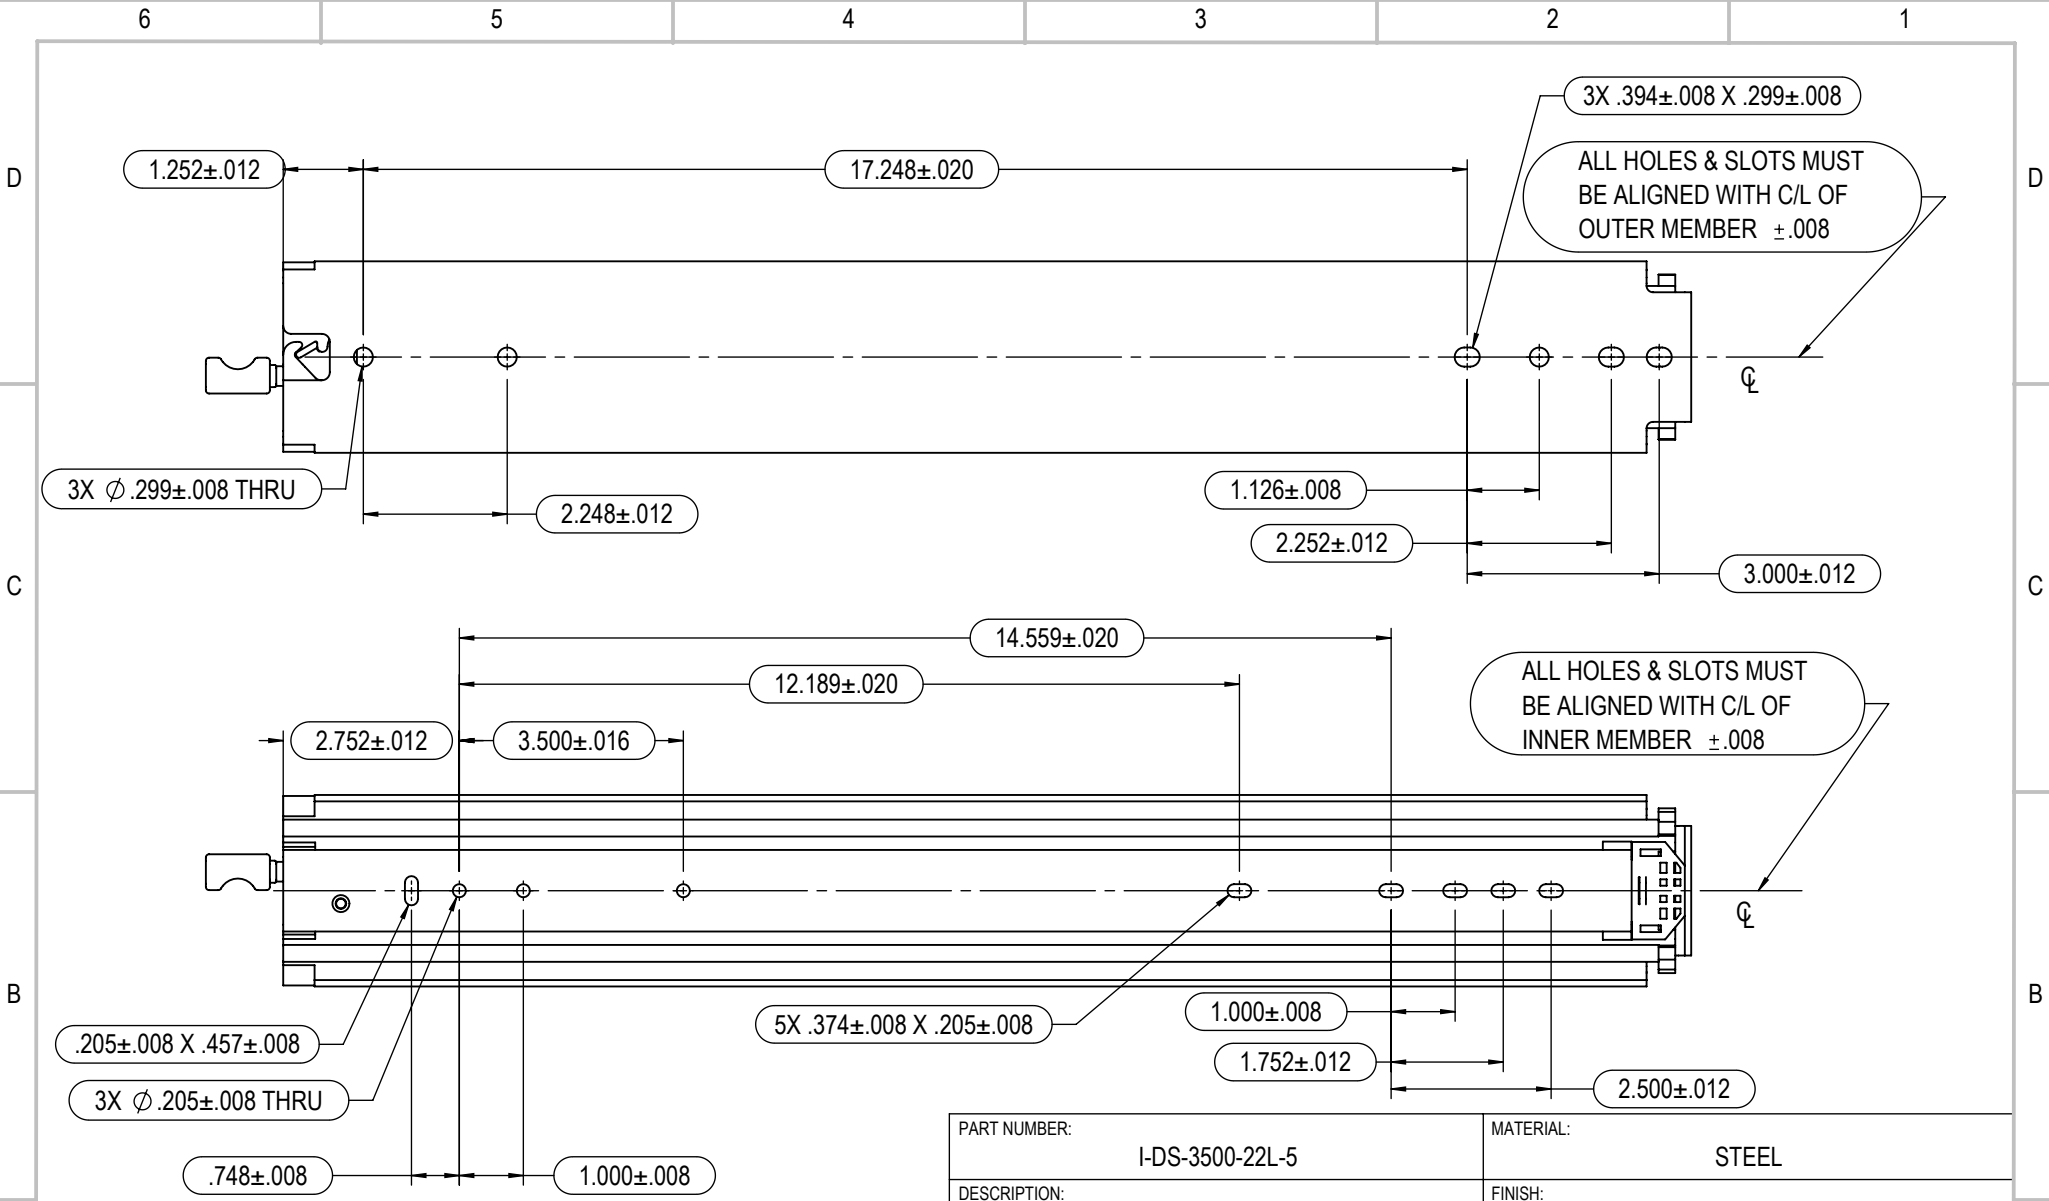 6 5 4 3 2 1
3X .394±.008 X .299±.008
D 1.252±.012 17.248±.020 D
ALL HOLES & SLOTS MUST
BE ALIGNED WITH C/L OF
OUTER MEMBER ±.008
℄
3X ∅ .299±.008 THRU
2.248±.012
1.126±.008
2.252±.012
3.000±.012
C C
14.559±.020
12.189±.020
2.752±.012 3.500±.016
ALL HOLES & SLOTS MUST
BE ALIGNED WITH C/L OF
INNER MEMBER ±.008
℄
B B
.205±.008 X .457±.008
5X .374±.008 X .205±.008
1.000±.008
1.752±.012
2.500±.012
3X ∅ .205±.008 THRU
.748±.008 1.000±.008
PART NUMBER:
I-DS-3500-22L-5
MATERIAL:
STEEL
DESCRIPTION:
FINISH: